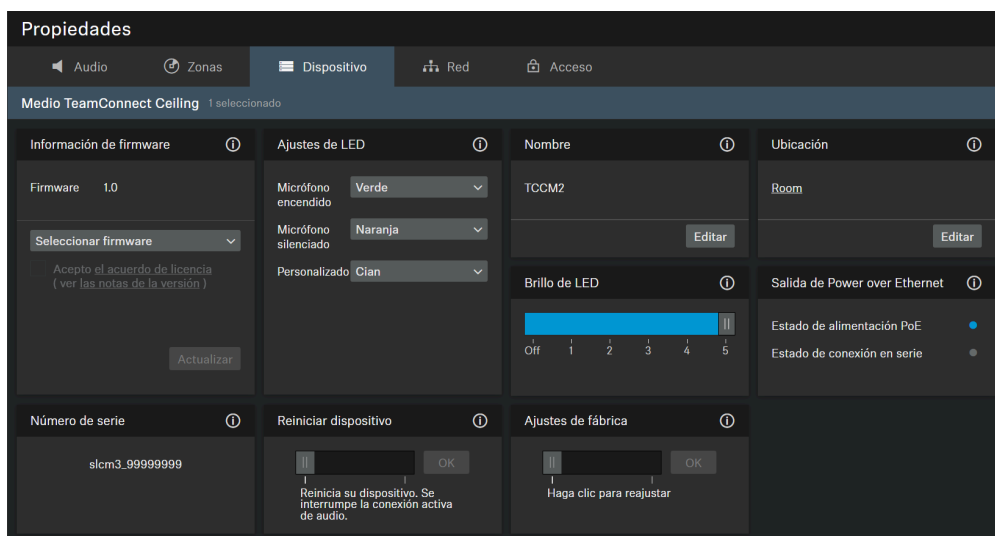 Propiedades
Audio
Zonas
Dispositivo
Red
Acceso
Medio TeamConnect Ceiling 1 seleccionado
Información de firmware
Firmware 1.0
Seleccionar firmware
Acepto el acuerdo de licencia
( ver las notas de la versión )
Actualizar
Ajustes de LED
Micrófono
encendido
Verde
Micrófono
silenciado
Naranja
Personalizado Cian
Nombre
TCCM2
Editar
Ubicación
Room
Editar
Brillo de LED
Off 1 2 3 4 5
Salida de Power over Ethernet
Estado de alimentación PoE
Estado de conexión en serie
Número de serie
slcm3_99999999
Reiniciar dispositivo
OK
Reinicia su dispositivo. Se
interrumpe la conexión activa
de audio.
Ajustes de fábrica
OK
Haga clic para reajustar